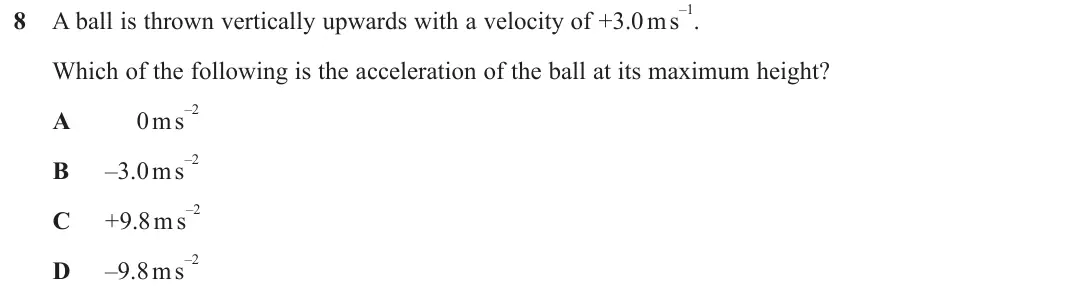 8 A ball is thrown vertically upwards with a velocity of +3.0 m s⁻¹.
Which of the following is the acceleration of the ball at its maximum height?
A 0 m s⁻²
B –3.0 m s⁻²
C +9.8 m s⁻²
D –9.8 m s⁻²